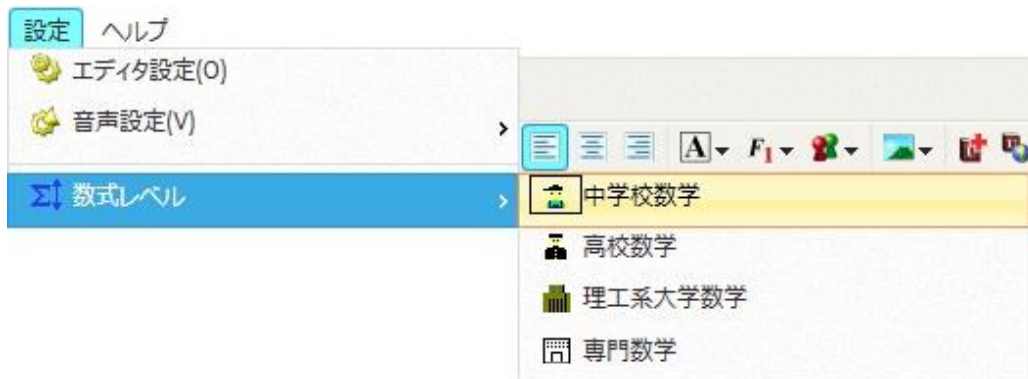 設定 ヘルプ
エディタ設定(O)
音声設定(V)
A F1
数式レベル
中学校数学
高校数学
理工系大学数学
専門数学